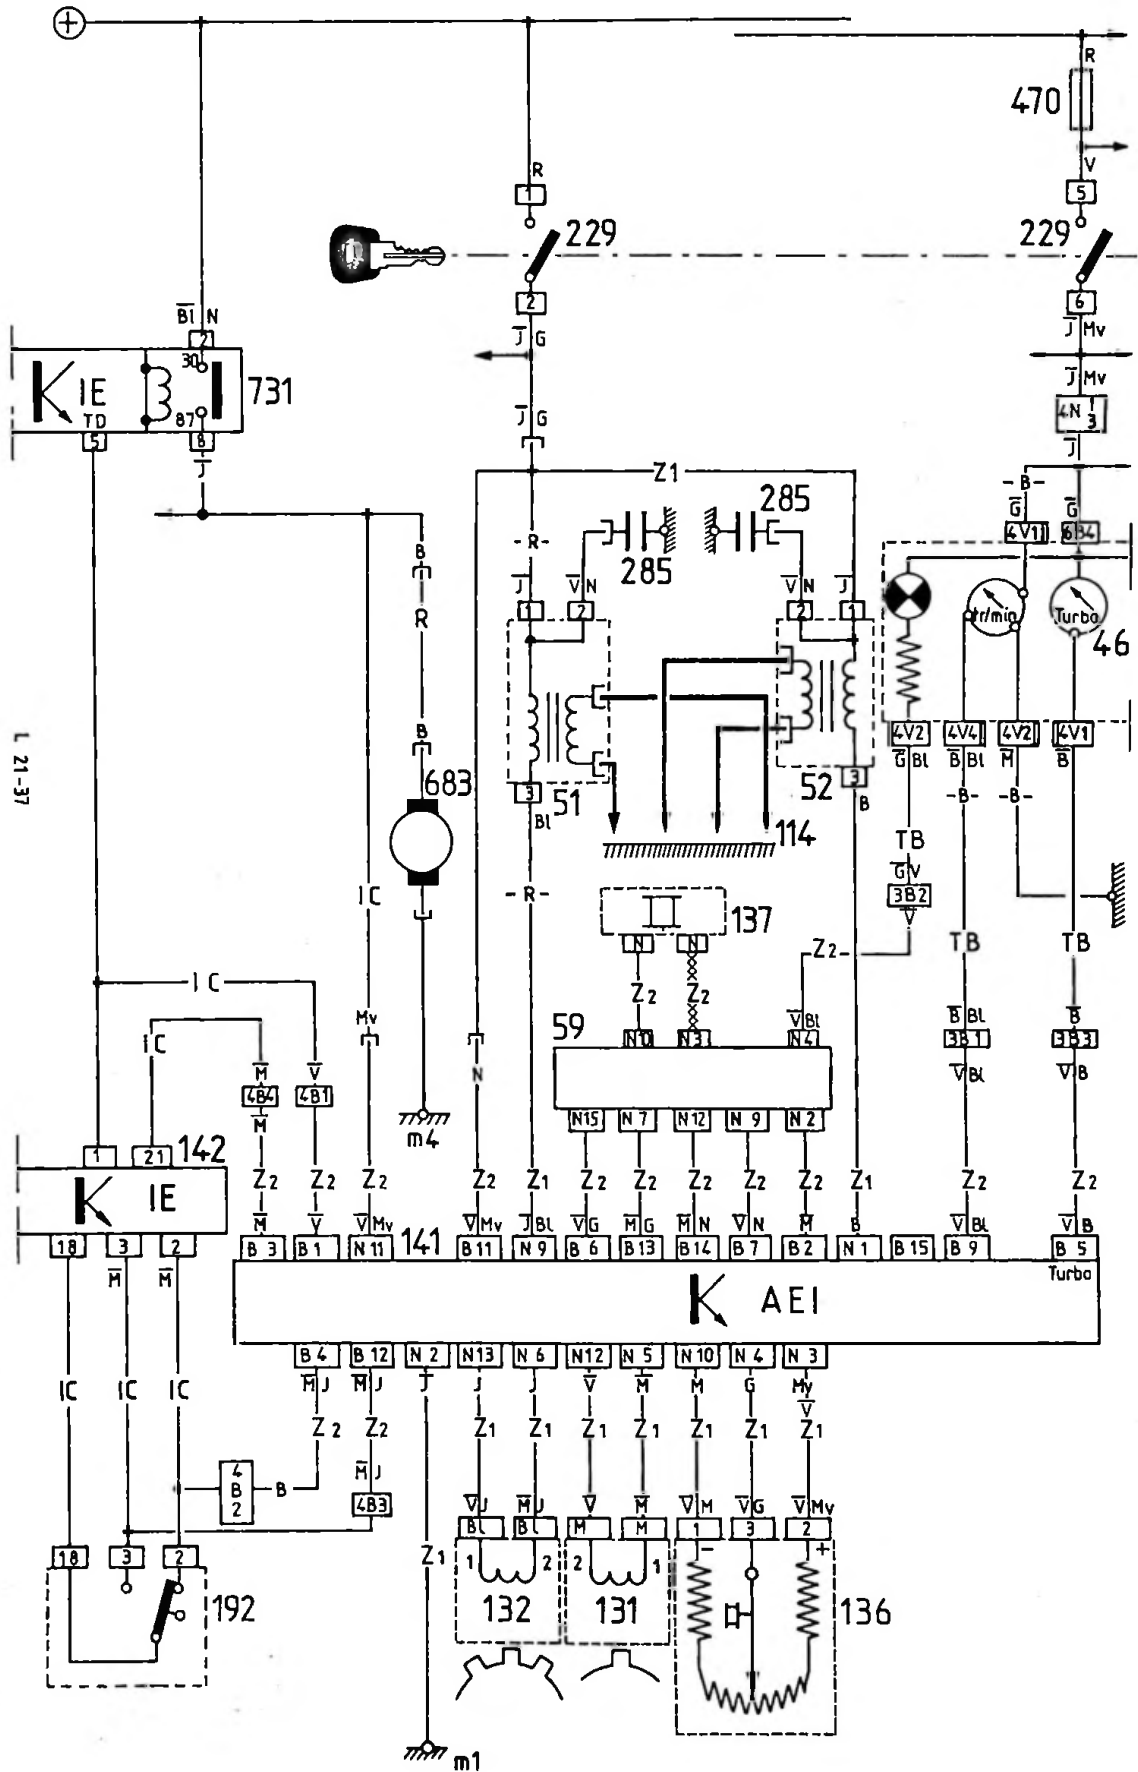 +
R
R
470
V
1
5
229
229
2
6
J G
J Mv
Bl N
2
30
IE
TD
87
731
5
8
J
J G
J Mv
4N 1 3
J
Z1
-B-
-R-
285
285
G
G
4V1
6B4
B
R
B
J
V N
V N
J
1
2
2
1
tr/min
Turbo
46
L 21-37
683
51
3
Bl
52
3
B
114
4V2
4V4
4V2
4V1
G Bl
B Bl
M
B
-B-
-B-
IC
-R-
137
TB
G V
3B2
V
TB
TB
N
N
Z2
Z2
Z2
IC
IC
Mv
N
59
N10
N3
V Bl
N4
B Bl
3B1
V Bl
B
3B3
V B
M
4B4
M
V
4B1
m4
N15
N7
N12
N9
N2
1
21
142
IE
Z2
Z2
Z2
Z2
Z1
Z2
Z2
Z2
Z2
Z2
Z1
Z2
Z2
M
V
V Mv
V Mv
J Bl
V G
M G
M N
V N
M
B
V Bl
V B
18
3
2
B3
B1
N11
141
B11
N9
B6
B13
B14
B7
B2
N1
B15
B9
B5
M
M
AEI
Turbo
B4
B12
N2
N13
N6
N12
N5
N10
N4
N3
M J
M J
J
J
J
V
M
M
G
Mv
V
IC
IC
IC
Z2
Z2
Z1
Z1
Z1
Z1
Z1
Z1
Z1
4
B
2
B
M J
4B3
V J
M J
V
M
V M
V G
V Mv
Bl
Bl
M
M
1
3
2
18
3
2
Z1
1
2
2
1
-
+
192
132
131
136
m1